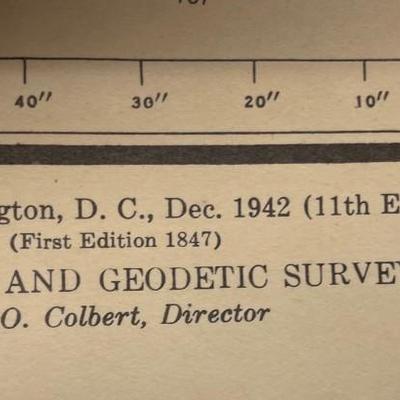 40″ 30″ 20″ 10″
gton, D. C., Dec. 1942 (11th E
(First Edition 1847)
AND GEODETIC SURVE
O. Colbert, Director